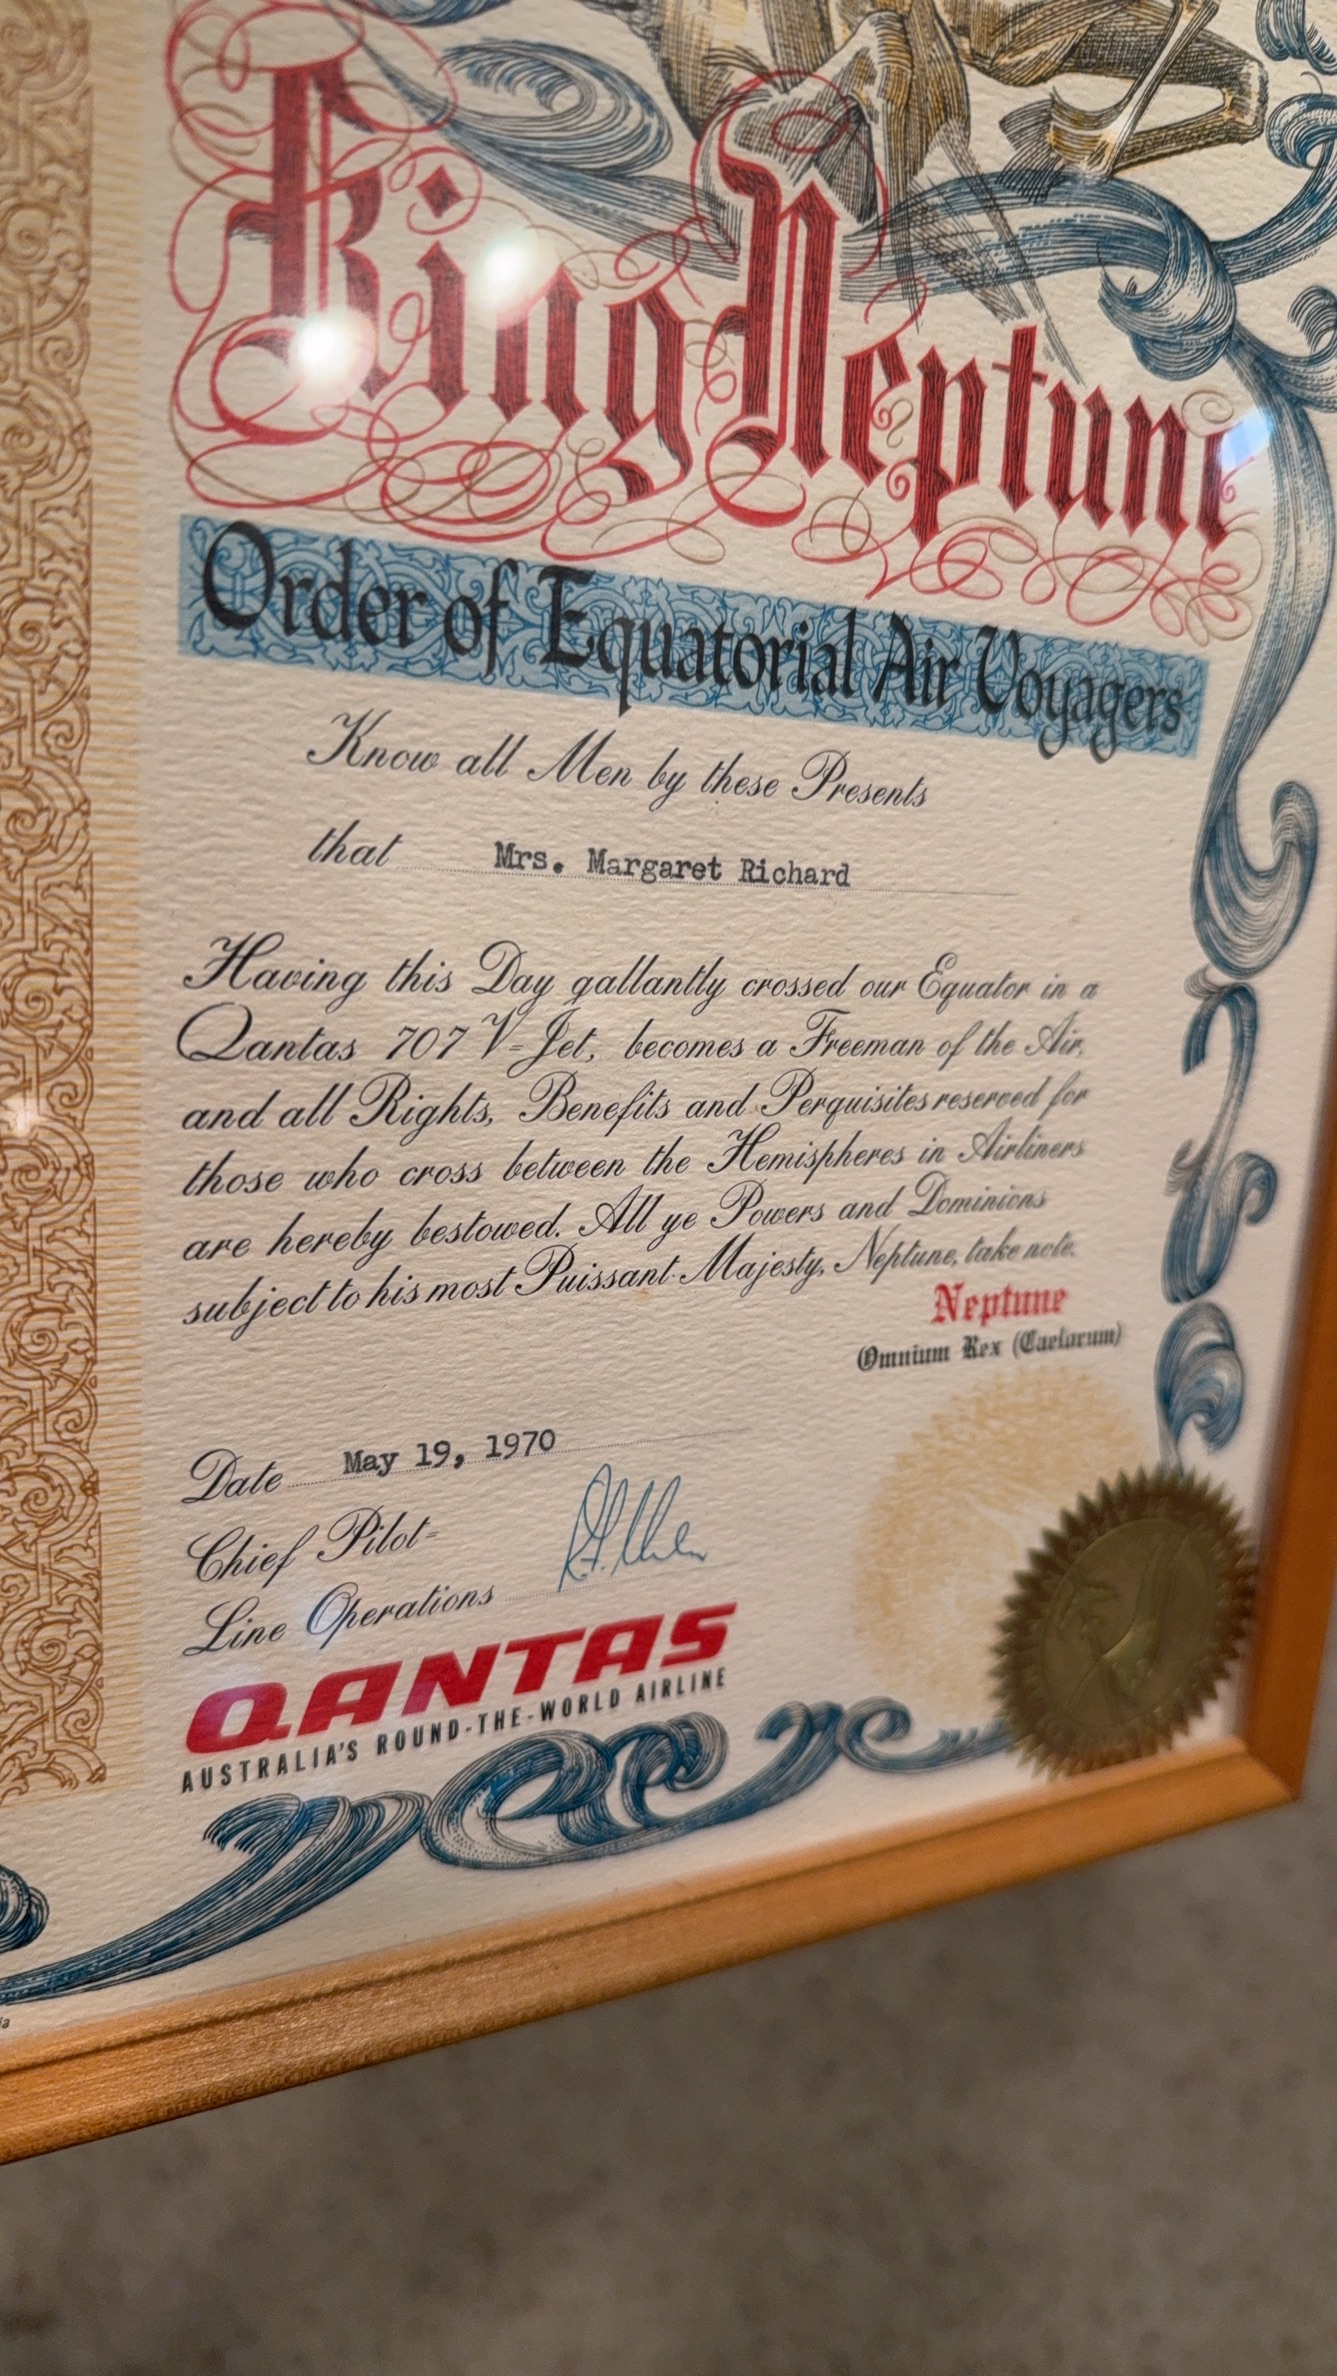 King Neptune
Order of Equatorial Air Voyagers
Know all Men by these Presents
that Mrs. Margaret Richard
Having this Day gallantly crossed our Equator in a
Qantas 707 V-Jet, becomes a Freeman of the Air,
and all Rights, Benefits and Perquisites reserved for
those who cross between the Hemispheres in Airliners
are hereby bestowed. All ye Powers and Dominions
subject to his most Puissant Majesty, Neptune, take note.
Neptune
Omnium Rex (Caelorum)
Date May 19, 1970
Chief Pilot-
Line Operations
QANTAS
AUSTRALIA'S ROUND-THE-WORLD AIRLINE